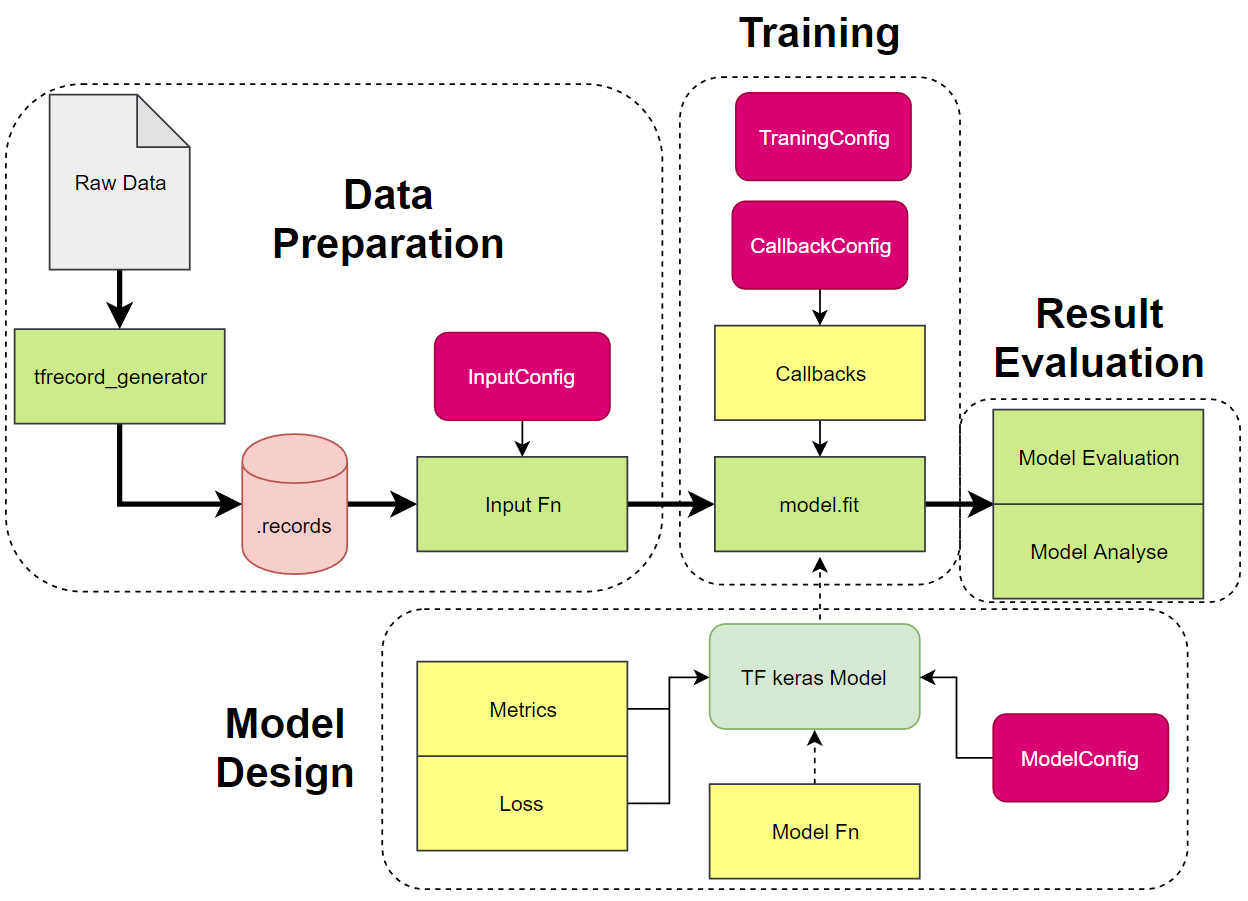 Training
TraningConfig
Raw Data
Data
Preparation
CallbackConfig
Result
Evaluation
tfrecord_generator
InputConfig
Callbacks
Model Evaluation
.records
Input Fn
model.fit
Model Analyse
TF keras Model
Metrics
Model
Design
ModelConfig
Loss
Model Fn